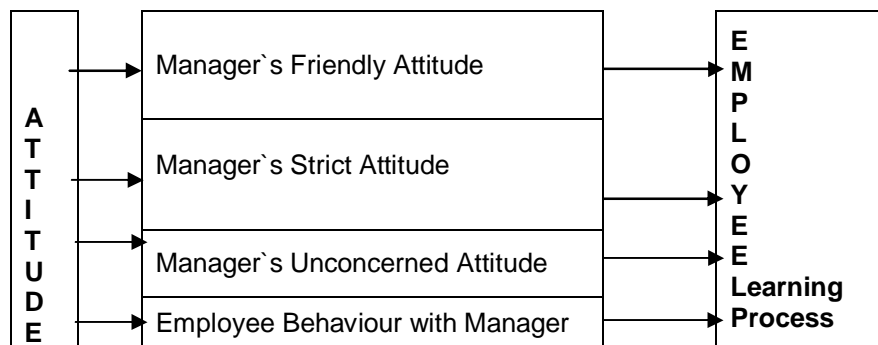 A
T
T
I
T
U
D
E
Manager`s Friendly Attitude
Manager`s Strict Attitude
Manager`s Unconcerned Attitude
Employee Behaviour with Manager
E
M
P
L
O
Y
E
E
Learning
Process